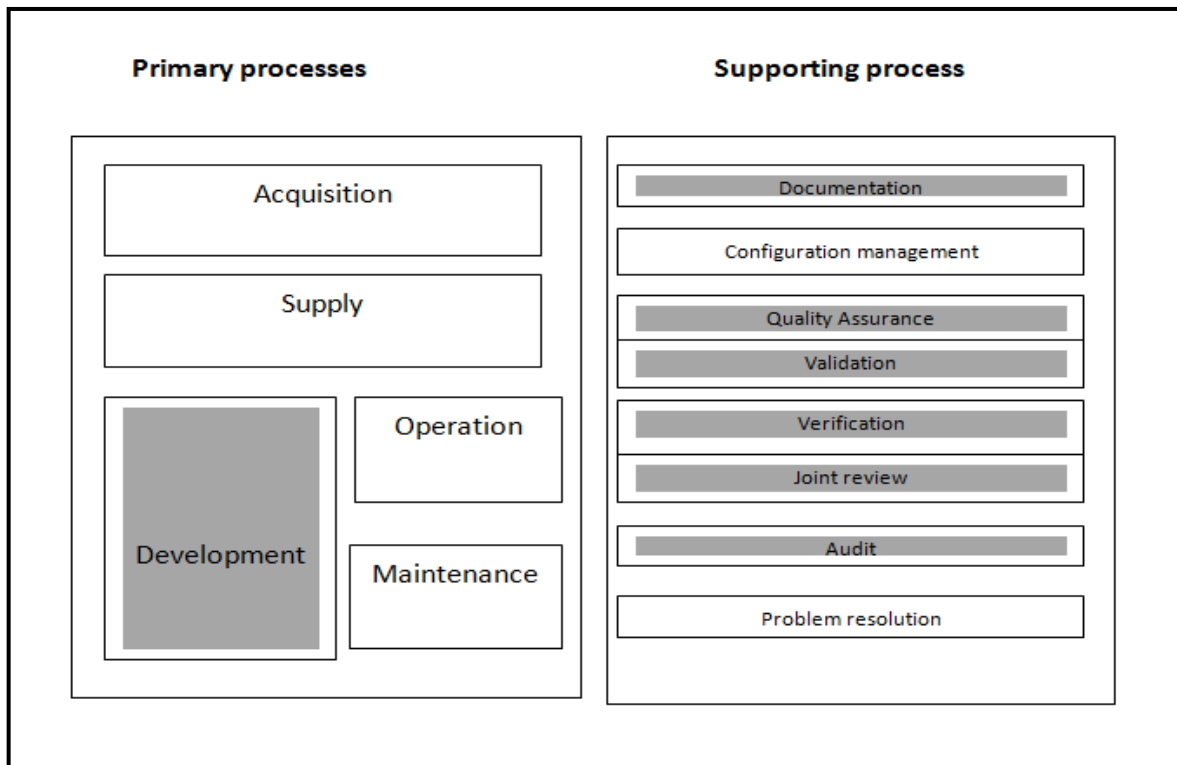 Primary processes
Supporting process
Acquisition
Supply
Development
Operation
Maintenance
Documentation
Configuration management
Quality Assurance
Validation
Verification
Joint review
Audit
Problem resolution